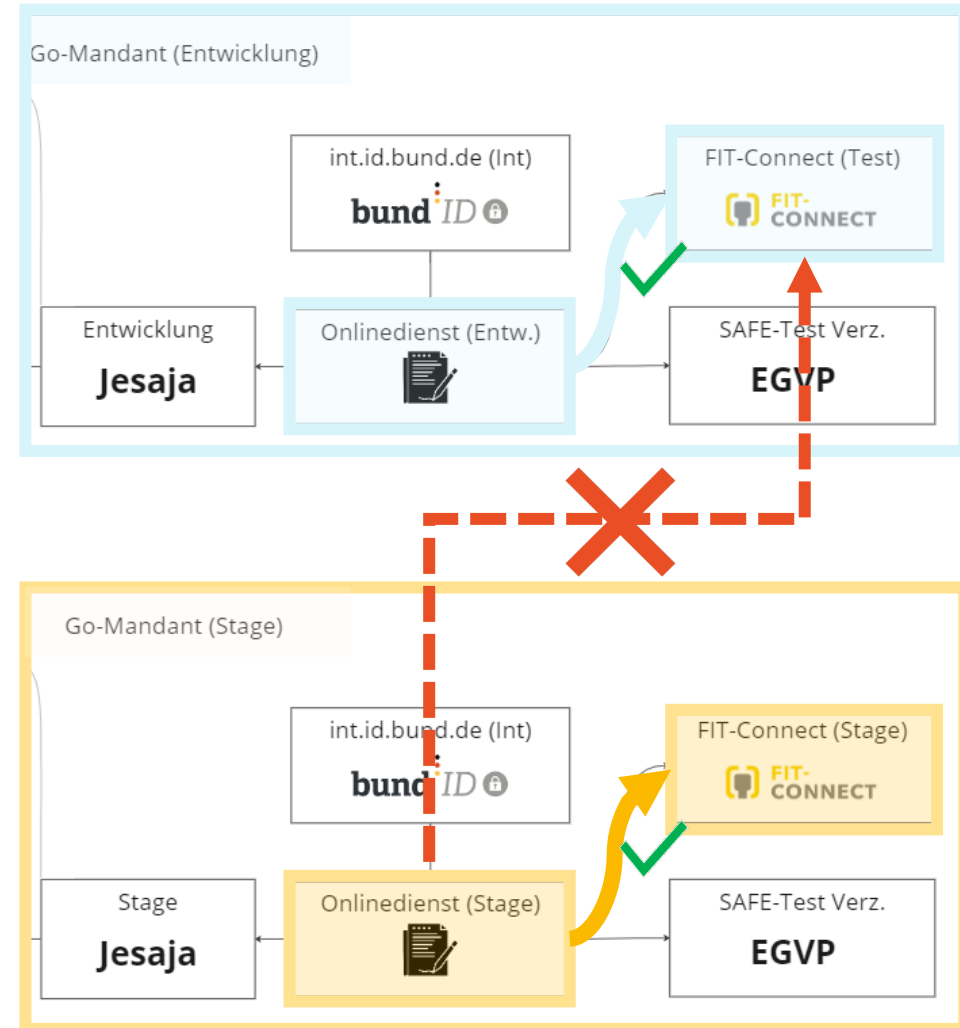 Go-Mandant (Entwicklung)
int.id.bund.de (Int)
bund ID
FIT-Connect (Test)
FIT-
CONNECT
Entwicklung
Jesaja
Onlinedienst (Entw.)
SAFE-Test Verz.
EGVP
Go-Mandant (Stage)
int.id.bund.de (Int)
bund ID
FIT-Connect (Stage)
FIT-
CONNECT
Stage
Jesaja
Onlinedienst (Stage)
SAFE-Test Verz.
EGVP